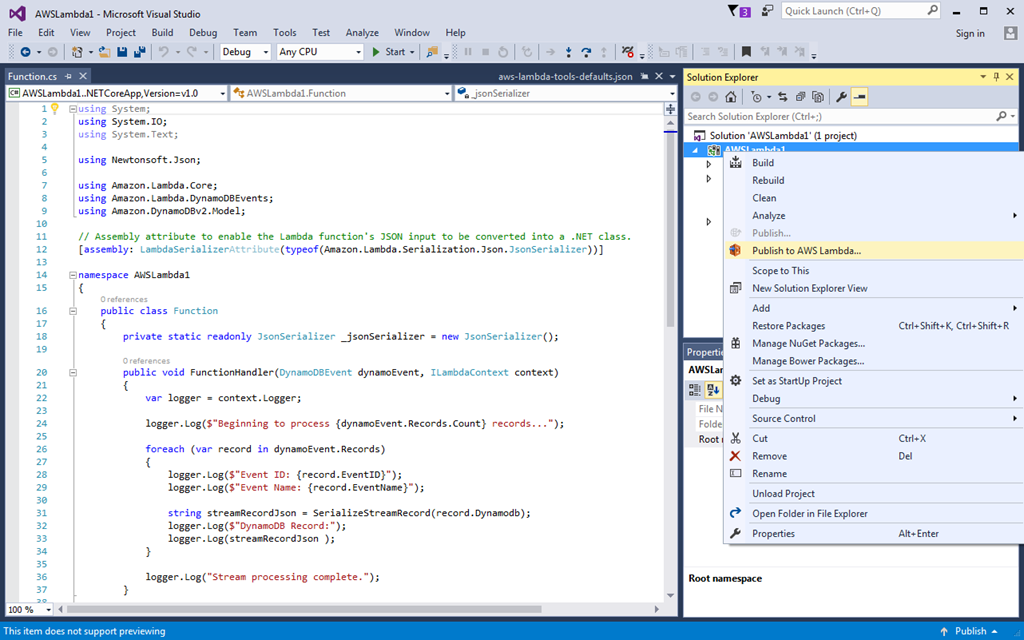 AWSLambda1 - Microsoft Visual Studio
3
Quick Launch (Ctrl+Q)
File Edit View Project Build Debug Team Tools Test Analyze Window Help
Sign in
Debug Any CPU Start
Function.cs
aws-lambda-tools-defaults.json
AWSLambda1..NETCoreApp,Version=v1.0 AWSLambda1.Function _jsonSerializer
1 using System;
2 using System.IO;
3 using System.Text;
4
5 using Newtonsoft.Json;
6
7 using Amazon.Lambda.Core;
8 using Amazon.Lambda.DynamoDBEvents;
9 using Amazon.DynamoDBv2.Model;
10
11 // Assembly attribute to enable the Lambda function's JSON input to be converted into a .NET class.
12 [assembly: LambdaSerializerAttribute(typeof(Amazon.Lambda.Serialization.Json.JsonSerializer))]
13
14 namespace AWSLambda1
15 {
0 references
16 public class Function
17 {
18 private static readonly JsonSerializer _jsonSerializer = new JsonSerializer();
19
0 references
20 public void FunctionHandler(DynamoDBEvent dynamoEvent, ILambdaContext context)
21 {
22 var logger = context.Logger;
23
24 logger.Log($"Beginning to process {dynamoEvent.Records.Count} records...");
25
26 foreach (var record in dynamoEvent.Records)
27 {
28 logger.Log($"Event ID: {record.EventID}");
29 logger.Log($"Event Name: {record.EventName}");
30
31 string streamRecordJson = SerializeStreamRecord(record.Dynamodb);
32 logger.Log($"DynamoDB Record:");
33 logger.Log(streamRecordJson );
34 }
35
36 logger.Log("Stream processing complete.");
37 }
38
100 %
Solution Explorer
Search Solution Explorer (Ctrl+;)
Solution 'AWSLambda1' (1 project)
AWSLambda1
Build
Rebuild
Clean
Analyze
Publish...
Publish to AWS Lambda...
Scope to This
New Solution Explorer View
Add
Restore Packages Ctrl+Shift+K, Ctrl+Shift+R
Manage NuGet Packages...
Manage Bower Packages...
Set as StartUp Project
Debug
Source Control
Cut Ctrl+X
Remove Del
Rename
Unload Project
Open Folder in File Explorer
Properties Alt+Enter
Propertie
AWSLar
File N
Folde
Root n
Root namespace
This item does not support previewing
Publish